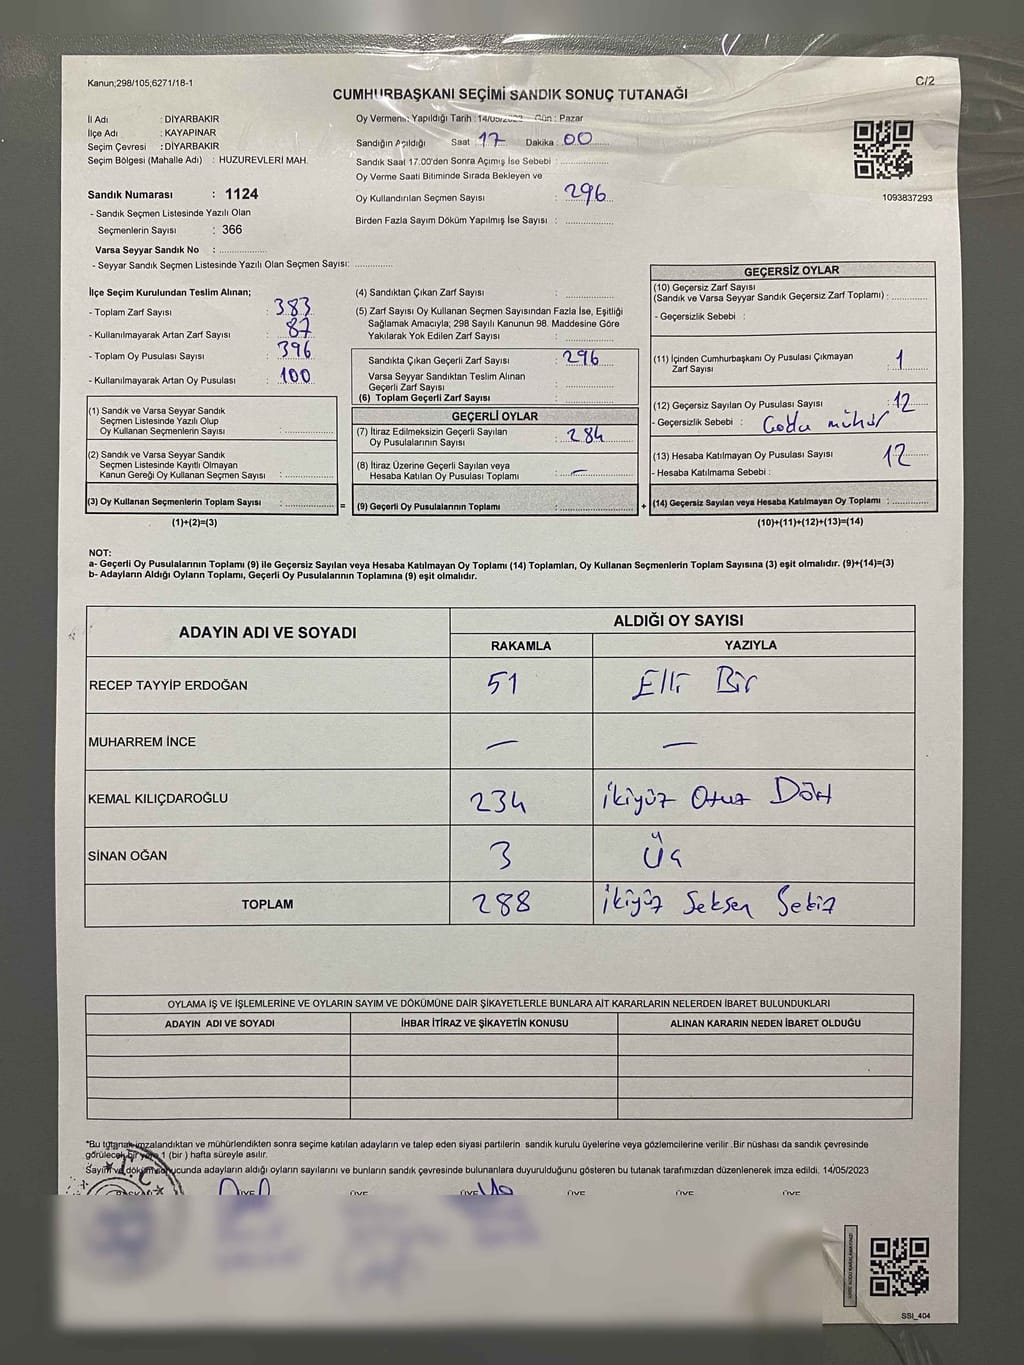 Kanun;298/105;6271/18-1
C/2
CUMHURBAŞKANI SEÇİMİ SANDIK SONUÇ TUTANAĞI
İl Adı : DİYARBAKIR
İlçe Adı : KAYAPINAR
Seçim Çevresi : DİYARBAKIR
Seçim Bölgesi (Mahalle Adı) : HUZUREVLERİ MAH.
Sandık Numarası : 1124
- Sandık Seçmen Listesinde Yazılı Olan
Seçmenlerin Sayısı : 366
Varsa Seyyar Sandık No :
- Seyyar Sandık Seçmen Listesinde Yazılı Olan Seçmen Sayısı:
Oy Vermenin Yapıldığı Tarih : 14/05/2023 Gün : Pazar
Sandığın Açıldığı Saat : 17 Dakika : 00
Sandık Saat 17.00'den Sonra Açımış İse Sebebi :
Oy Verme Saati Bitiminde Sırada Bekleyen ve
Oy Kullandırılan Seçmen Sayısı : 296
Birden Fazla Sayım Döküm Yapılmış İse Sayısı :
1093837293
İlçe Seçim Kurulundan Teslim Alınan;
- Toplam Zarf Sayısı : 383
- Kullanılmayarak Artan Zarf Sayısı : 87
- Toplam Oy Pusulası Sayısı : 396
- Kullanılmayarak Artan Oy Pusulası : 100
(1) Sandık ve Varsa Seyyar Sandık
Seçmen Listesinde Yazılı Olup
Oy Kullanan Seçmenlerin Sayısı :
(2) Sandık ve Varsa Seyyar Sandık
Seçmen Listesinde Kayıtlı Olmayan
Kanun Gereği Oy Kullanan Seçmen Sayısı :
(3) Oy Kullanan Seçmenlerin Toplam Sayısı :
(1)+(2)=(3)
(4) Sandıktan Çıkan Zarf Sayısı :
(5) Zarf Sayısı Oy Kullanan Seçmen Sayısından Fazla İse, Eşitliği
Sağlamak Amacıyla; 298 Sayılı Kanunun 98. Maddesine Göre
Yakılarak Yok Edilen Zarf Sayısı :
Sandıkta Çıkan Geçerli Zarf Sayısı : 296
Varsa Seyyar Sandıktan Teslim Alınan
Geçerli Zarf Sayısı :
(6) Toplam Geçerli Zarf Sayısı :
GEÇERLİ OYLAR
(7) İtiraz Edilmeksizin Geçerli Sayılan
Oy Pusulalarının Sayısı : 284
(8) İtiraz Üzerine Geçerli Sayılan veya
Hesaba Katılan Oy Pusulası Toplamı : —
= (9) Geçerli Oy Pusulalarının Toplamı : +
GEÇERSİZ OYLAR
(10) Geçersiz Zarf Sayısı
(Sandık ve Varsa Seyyar Sandık Geçersiz Zarf Toplamı) :
- Geçersizlik Sebebi :
(11) İçinden Cumhurbaşkanı Oy Pusulası Çıkmayan
Zarf Sayısı : 1
(12) Geçersiz Sayılan Oy Pusulası Sayısı : 12
- Geçersizlik Sebebi : mühür
(13) Hesaba Katılmayan Oy Pusulası Sayısı : 12
- Hesaba Katılmama Sebebi :
(14) Geçersiz Sayılan veya Hesaba Katılmayan Oy Toplamı :
(10)+(11)+(12)+(13)=(14)
NOT:
a- Geçerli Oy Pusulalarının Toplamı (9) ile Geçersiz Sayılan veya Hesaba Katılmayan Oy Toplamı (14) Toplamları, Oy Kullanan Seçmenlerin Toplam Sayısına (3) eşit olmalıdır. (9)+(14)=(3)
b- Adayların Aldığı Oyların Toplamı, Geçerli Oy Pusulalarının Toplamına (9) eşit olmalıdır.
ADAYIN ADI VE SOYADI
ALDIĞI OY SAYISI
RAKAMLA YAZIYLA
RECEP TAYYİP ERDOĞAN 51 Elli Bir
MUHARREM İNCE — —
KEMAL KILIÇDAROĞLU 234 İkiyüz Otuz Dört
SİNAN OĞAN 3 Üç
TOPLAM 288 İkiyüz Seksen Sekiz
OYLAMA İŞ VE İŞLEMLERİNE VE OYLARIN SAYIM VE DÖKÜMÜNE DAİR ŞİKAYETLERLE BUNLARA AİT KARARLARIN NELERDEN İBARET BULUNDUKLARI
ADAYIN ADI VE SOYADI İHBAR İTİRAZ VE ŞİKAYETİN KONUSU ALINAN KARARIN NEDEN İBARET OLDUĞU
*Bu tutanak imzalandıktan ve mühürlendikten sonra seçime katılan adayların ve talep eden siyasi partilerin sandık kurulu üyelerine veya gözlemcilerine verilir .Bir nüshası da sandık çevresinde
görülecek bir yere 1 (bir ) hafta süreyle asılır.
Sayım ve döküm sonucunda adayların aldığı oyların sayılarını ve bunların sandık çevresinde bulunanlara duyurulduğunu gösteren bu tutanak tarafımızdan düzenlenerek imza edildi. 14/05/2023
T.C.
BAŞKAN ÜYE ÜYE ÜYE ÜYE ÜYE ÜYE
SSI_404